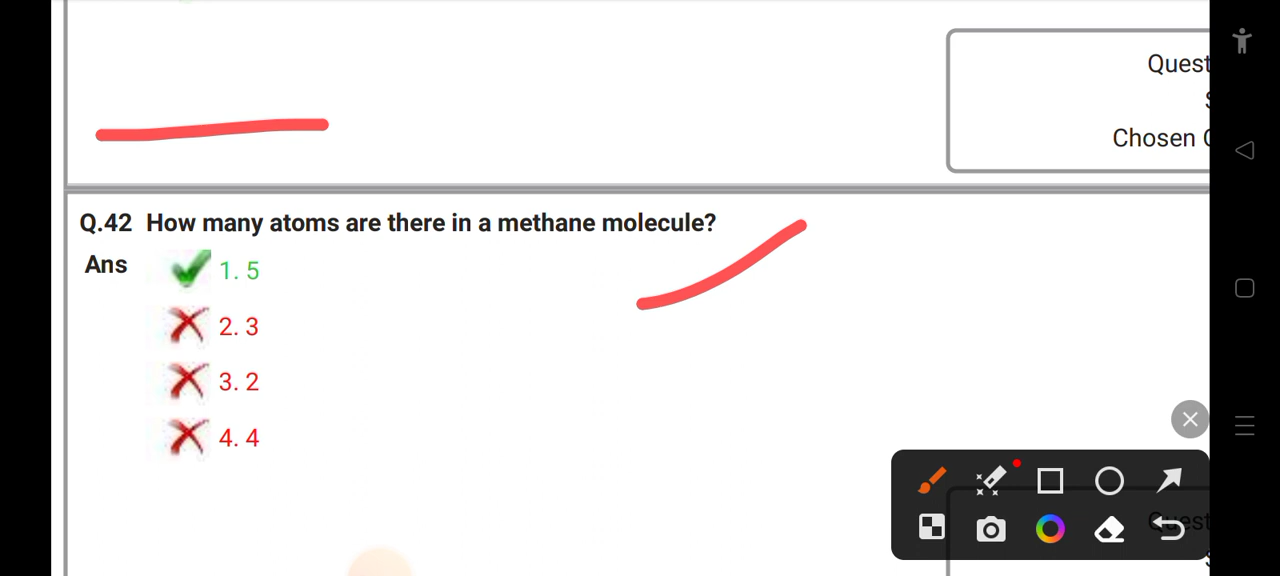 Quest
Chosen
Q.42 How many atoms are there in a methane molecule?
Ans
1. 5
2. 3
3. 2
4. 4
Quest